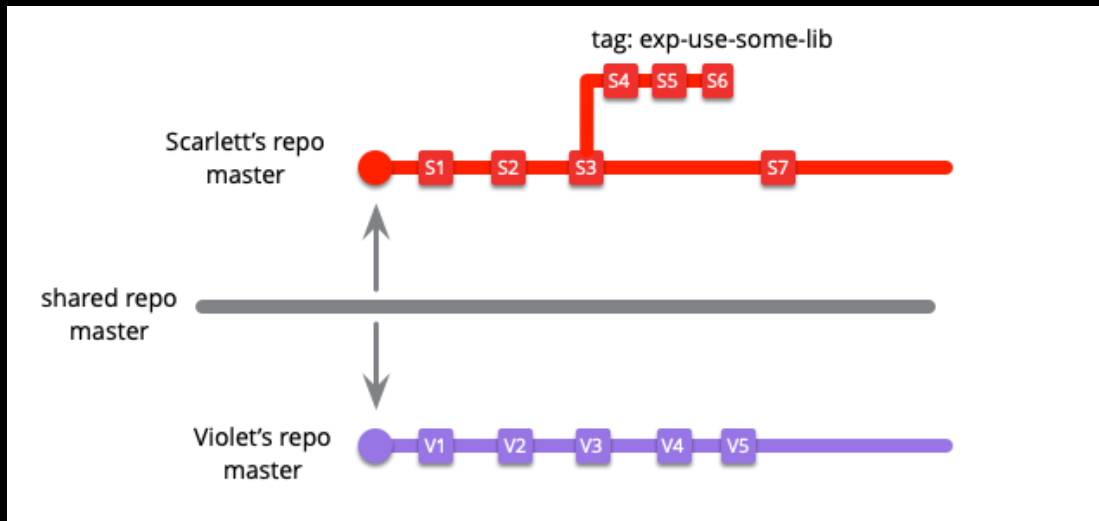 tag: exp-use-some-lib
S4 S5 S6
Scarlett's repo
master
S1 S2 S3 S7
shared repo
master
Violet's repo
master
V1 V2 V3 V4 V5